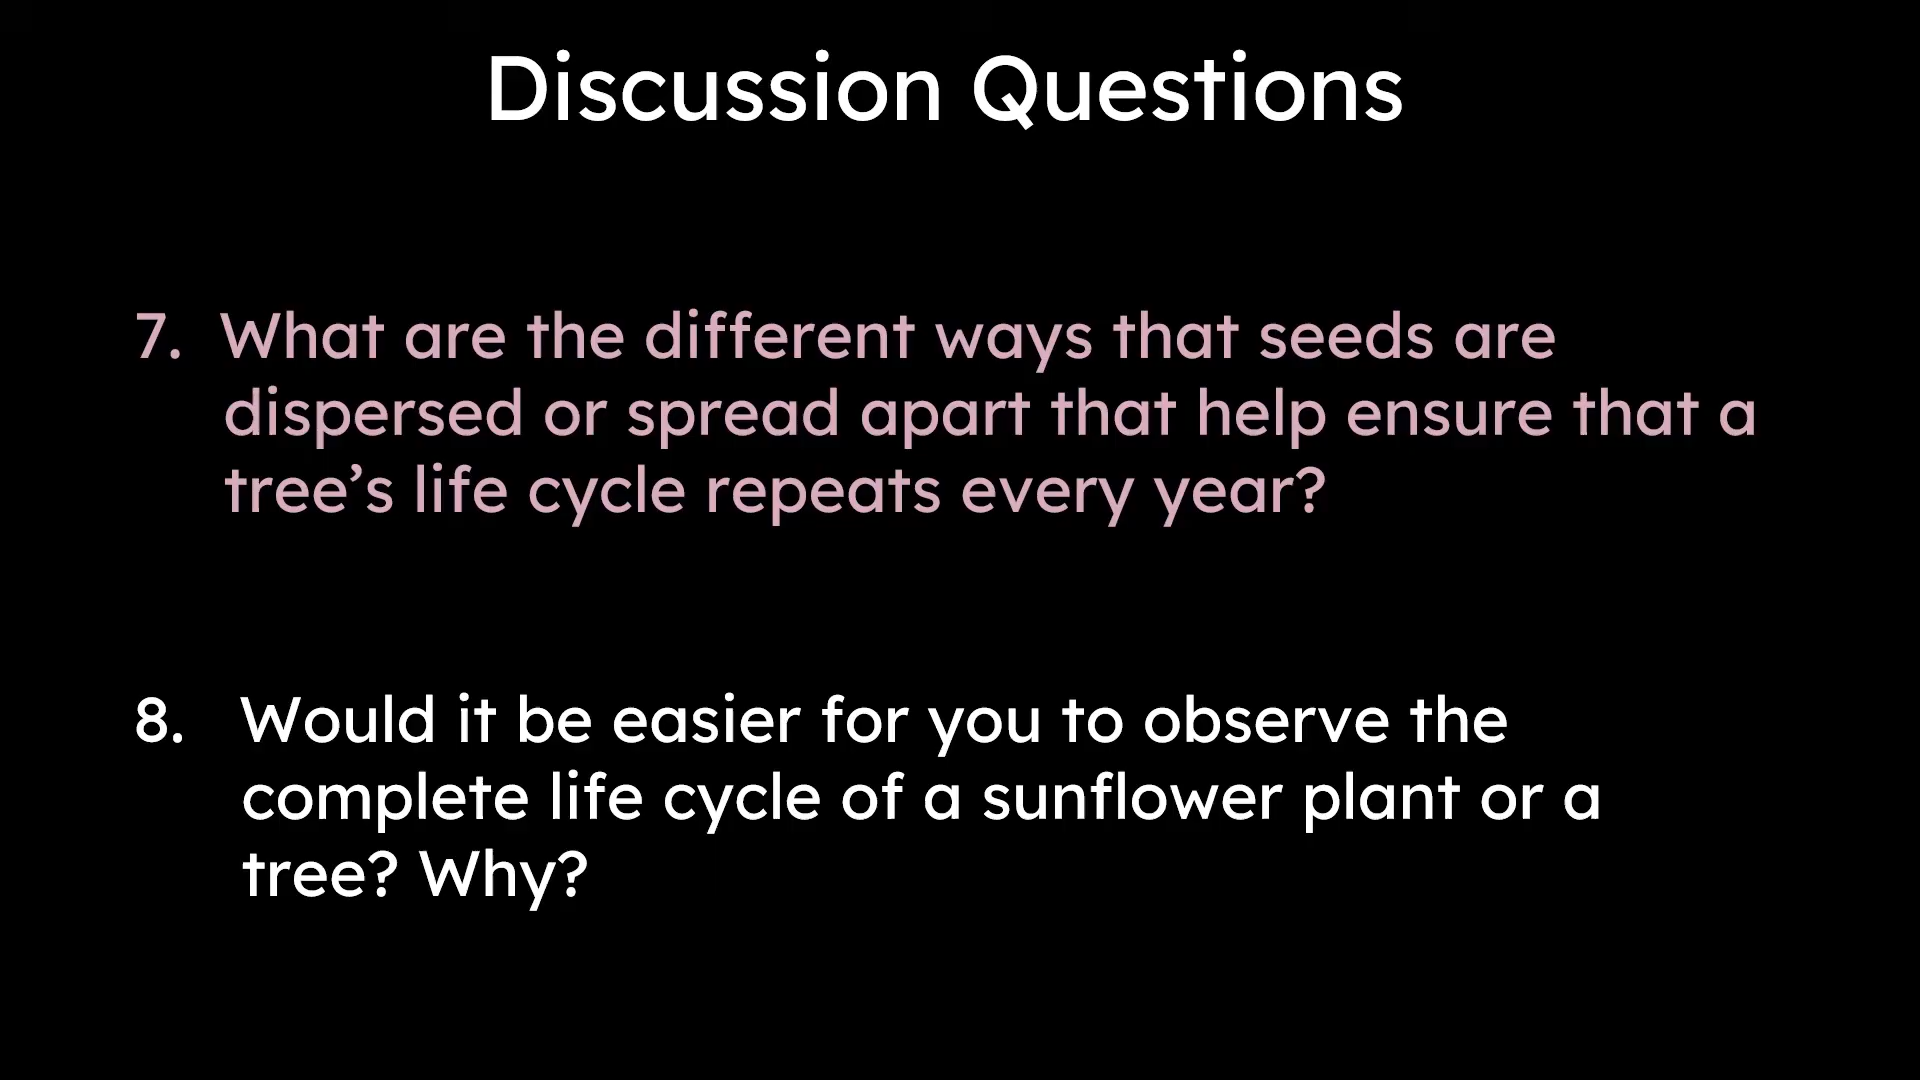 Discussion Questions
7. What are the different ways that seeds are
dispersed or spread apart that help ensure that a
tree’s life cycle repeats every year?
8. Would it be easier for you to observe the
complete life cycle of a sunflower plant or a
tree? Why?